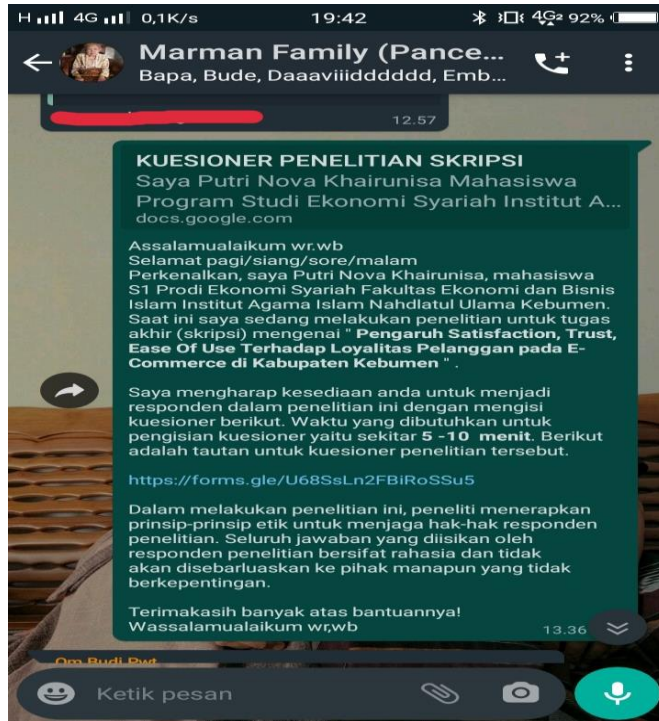 H 4G 0,1K/s 19:42 4G2 92%
Marman Family (Pance...
Bapa, Bude, Daaaviiidddddd, Emb...
12.57
KUESIONER PENELITIAN SKRIPSI
Saya Putri Nova Khairunisa Mahasiswa
Program Studi Ekonomi Syariah Institut A...
docs.google.com
Assalamualaikum wr.wb
Selamat pagi/siang/sore/malam
Perkenalkan, saya Putri Nova Khairunisa, mahasiswa
S1 Prodi Ekonomi Syariah Fakultas Ekonomi dan Bisnis
Islam Institut Agama Islam Nahdlatul Ulama Kebumen.
Saat ini saya sedang melakukan penelitian untuk tugas
akhir (skripsi) mengenai " Pengaruh Satisfaction, Trust,
Ease Of Use Terhadap Loyalitas Pelanggan pada E-
Commerce di Kabupaten Kebumen " .
Saya mengharap kesediaan anda untuk menjadi
responden dalam penelitian ini dengan mengisi
kuesioner berikut. Waktu yang dibutuhkan untuk
pengisian kuesioner yaitu sekitar 5 -10 menit. Berikut
adalah tautan untuk kuesioner penelitian tersebut.
https://forms.gle/U68SsLn2FBiRoSSu5
Dalam melakukan penelitian ini, peneliti menerapkan
prinsip-prinsip etik untuk menjaga hak-hak responden
penelitian. Seluruh jawaban yang diisikan oleh
responden penelitian bersifat rahasia dan tidak
akan disebarluaskan ke pihak manapun yang tidak
berkepentingan.
Terimakasih banyak atas bantuannya!
Wassalamualaikum wr,wb
13.36
Om Budi Pwt
Ketik pesan